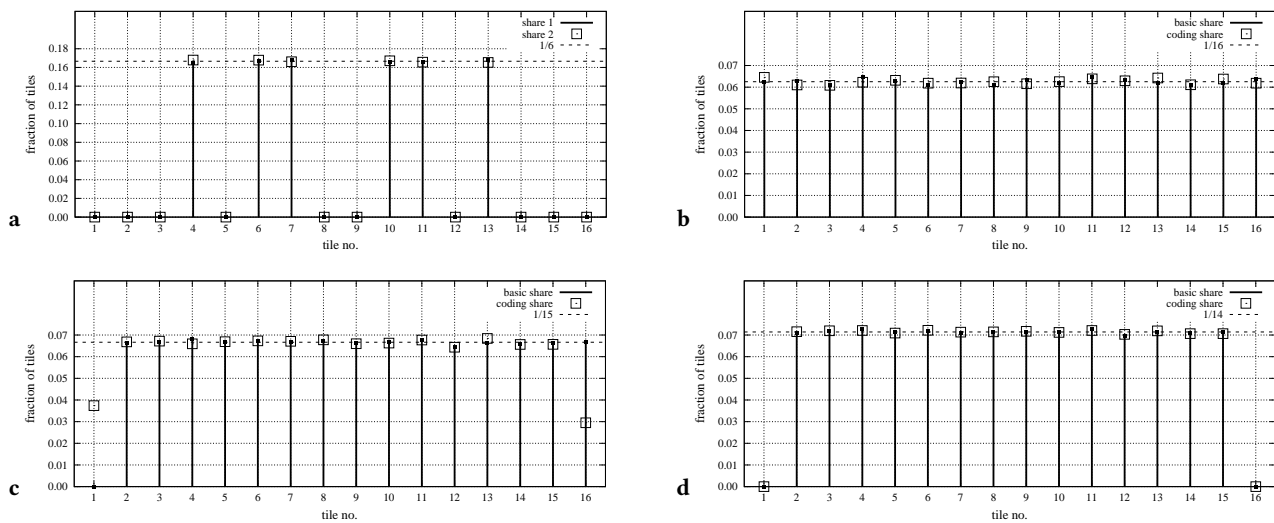 share 1
share 2
1/6
0.18
0.16
0.14
0.12
0.10
0.08
0.06
0.04
0.02
0.00
fraction of tiles
1 2 3 4 5 6 7 8 9 10 11 12 13 14 15 16
tile no.
a
basic share
coding share
1/16
0.07
0.06
0.05
0.04
0.03
0.02
0.01
0.00
fraction of tiles
1 2 3 4 5 6 7 8 9 10 11 12 13 14 15 16
tile no.
b
basic share
coding share
1/15
0.07
0.06
0.05
0.04
0.03
0.02
0.01
0.00
fraction of tiles
1 2 3 4 5 6 7 8 9 10 11 12 13 14 15 16
tile no.
c
basic share
coding share
1/14
0.07
0.06
0.05
0.04
0.03
0.02
0.01
0.00
fraction of tiles
1 2 3 4 5 6 7 8 9 10 11 12 13 14 15 16
tile no.
d